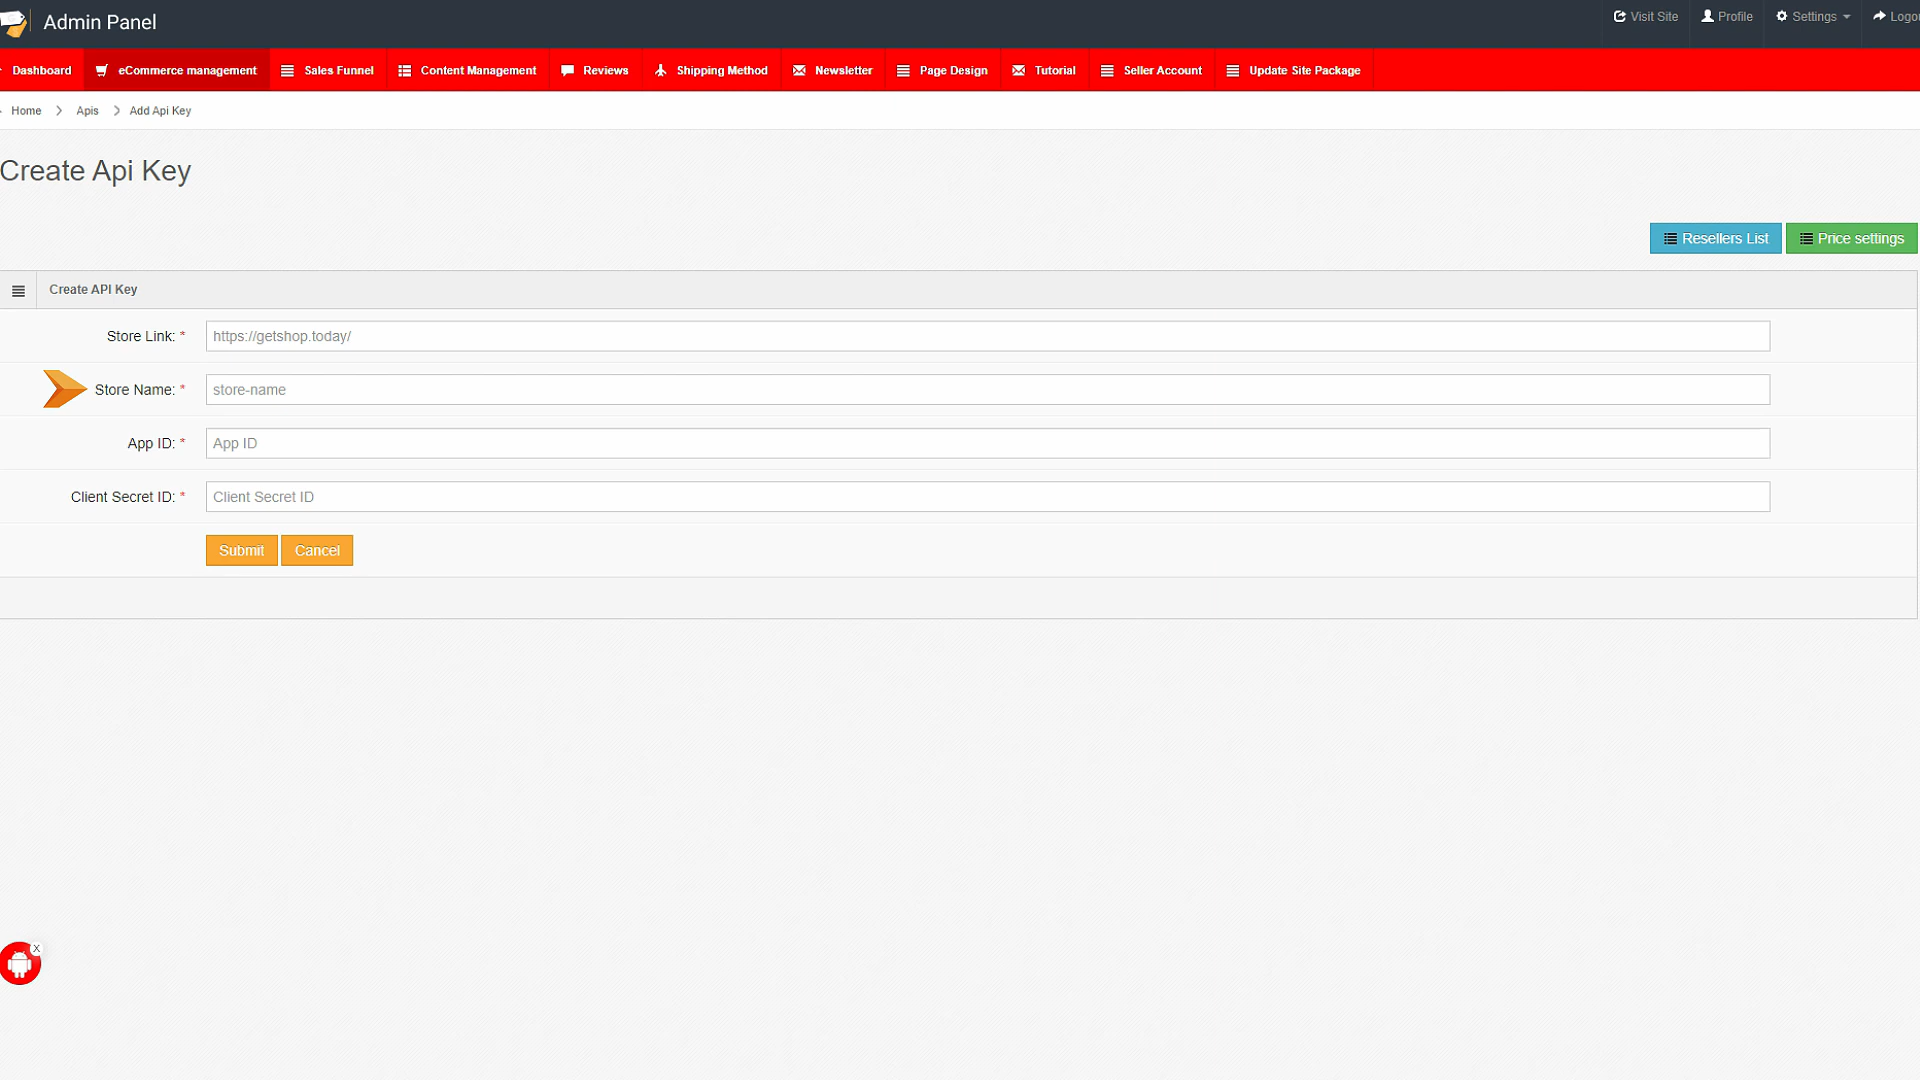 Admin Panel
Visit Site Profile Settings Logo
Dashboard eCommerce management Sales Funnel Content Management Reviews Shipping Method Newsletter Page Design Tutorial Seller Account Update Site Package
Home Apis Add Api Key
Create Api Key
Resellers List Price settings
Create API Key
Store Link: * https://getshop.today/
Store Name: * store-name
App ID: * App ID
Client Secret ID: * Client Secret ID
Submit Cancel
X